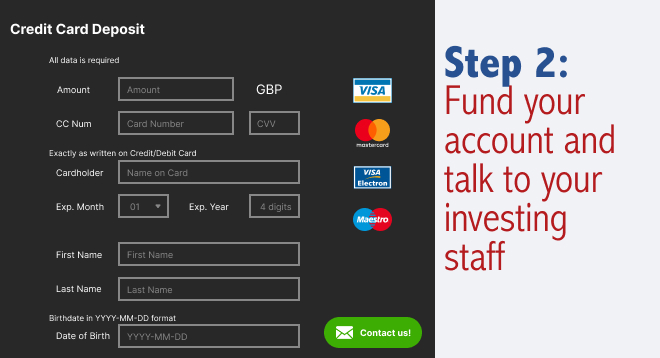 Credit Card Deposit
All data is required
Amount Amount GBP
VISA
CC Num Card Number CVV
mastercard
Exactly as written on Credit/Debit Card
Cardholder Name on Card
VISA
Electron
Exp. Month 01 Exp. Year 4 digits
Maestro
First Name First Name
Last Name Last Name
Birthdate in YYYY-MM-DD format
Date of Birth YYYY-MM-DD
Contact us!
Step 2:
Fund your
account and
talk to your
investing
staff